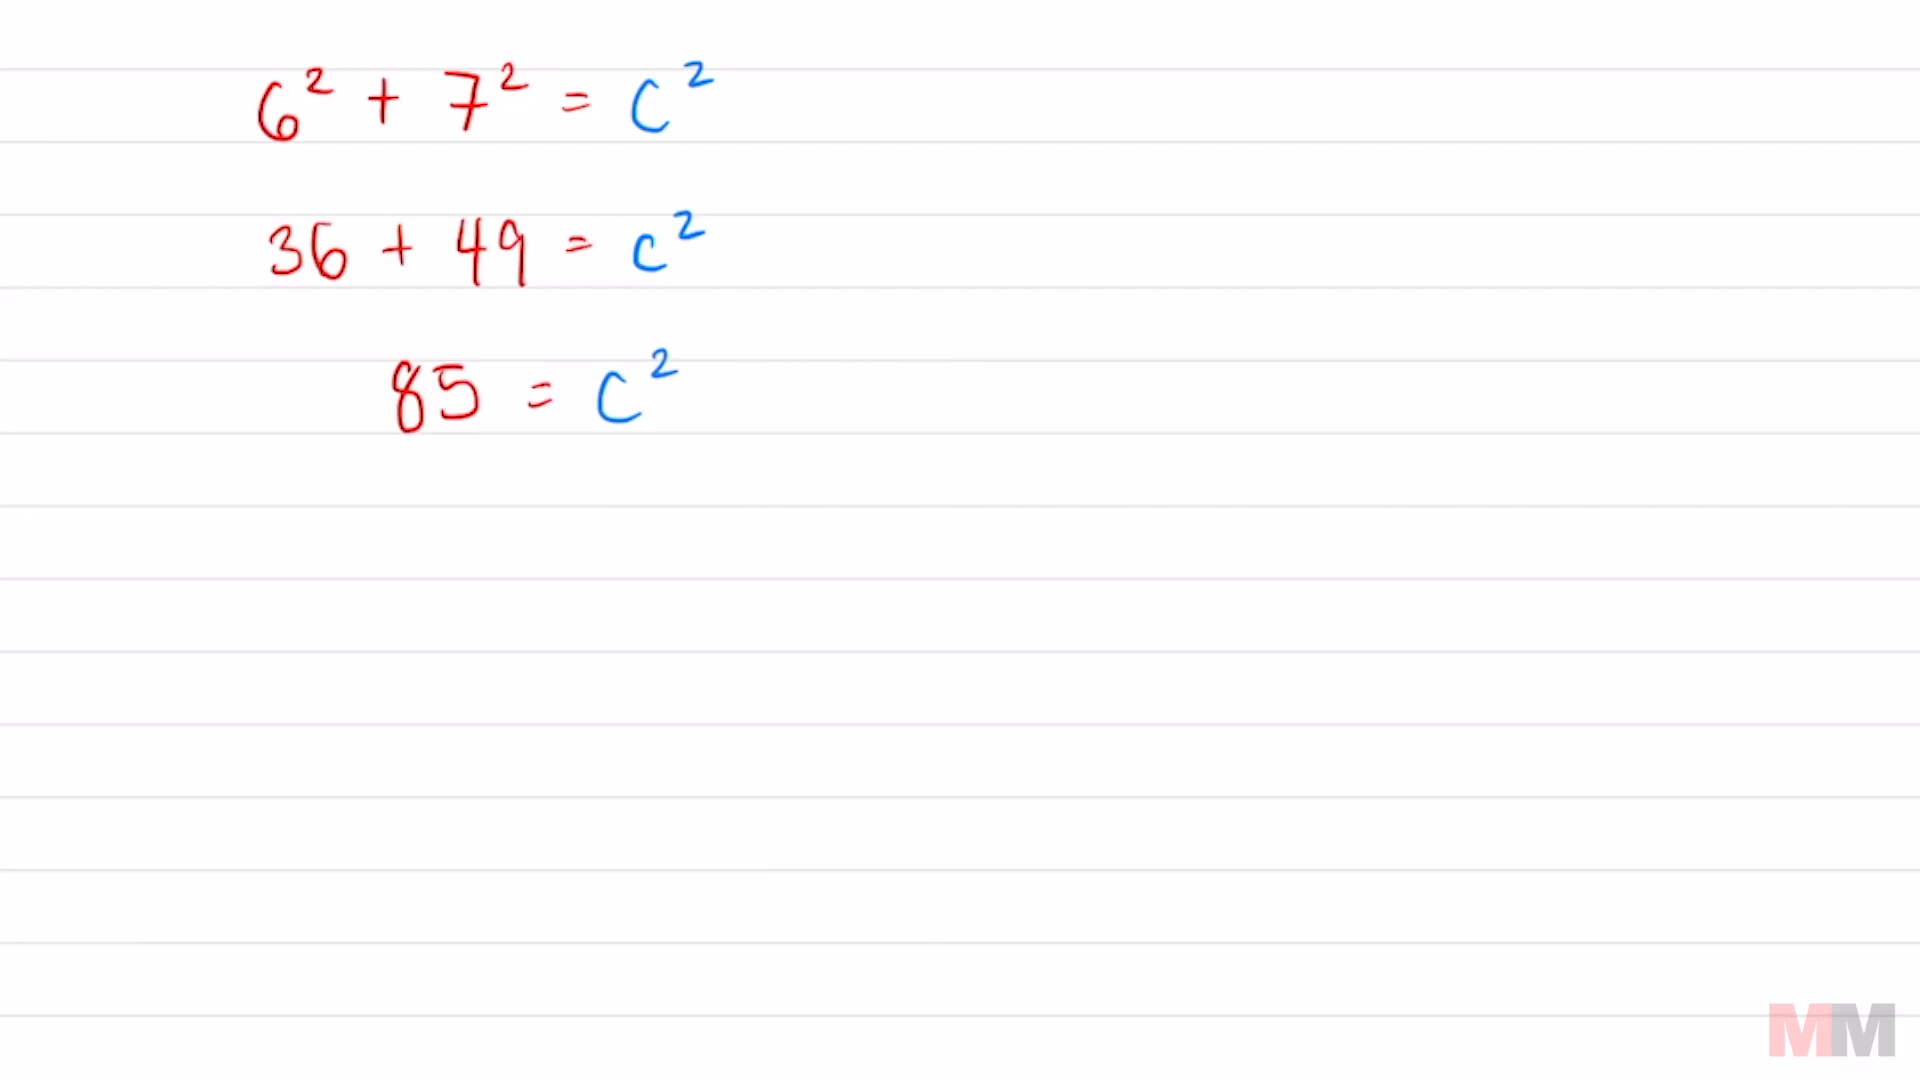 6² + 7² = c²
36 + 49 = c²
85 = c²
MM